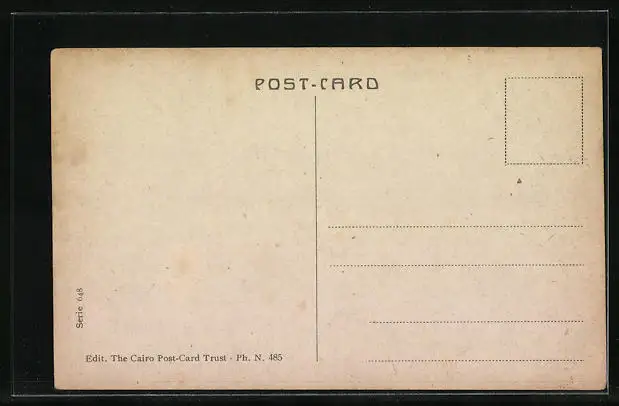 POST-CARD
Serie 648
Edit. The Cairo Post-Card Trust - Ph. N. 485